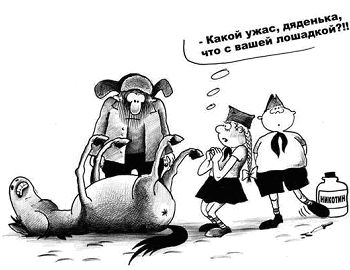 - Какой ужас, дяденька,
что с вашей лошадкой?!!
НИКОТИН